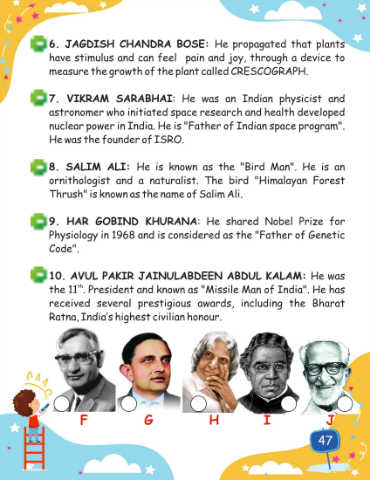 6. JAGDISH CHANDRA BOSE: He propagated that plants
have stimulus and can feel pain and joy, through a device to
measure the growth of the plant called CRESCOGRAPH.
7. VIKRAM SARABHAI: He was an Indian physicist and
astronomer who initiated space research and health developed
nuclear power in India. He is "Father of Indian space program".
He was the founder of ISRO.
8. SALIM ALI: He is known as the "Bird Man". He is an
ornithologist and a naturalist. The bird "Himalayan Forest
Thrush" is known as the name of Salim Ali.
9. HAR GOBIND KHURANA: He shared Nobel Prize for
Physiology in 1968 and is considered as the "Father of Genetic
Code".
10. AVUL PAKIR JAINULABDEEN ABDUL KALAM: He was
the 11th. President and known as "Missile Man of India". He has
received several prestigious awards, including the Bharat
Ratna, India's highest civilian honour.
F G H I J
47